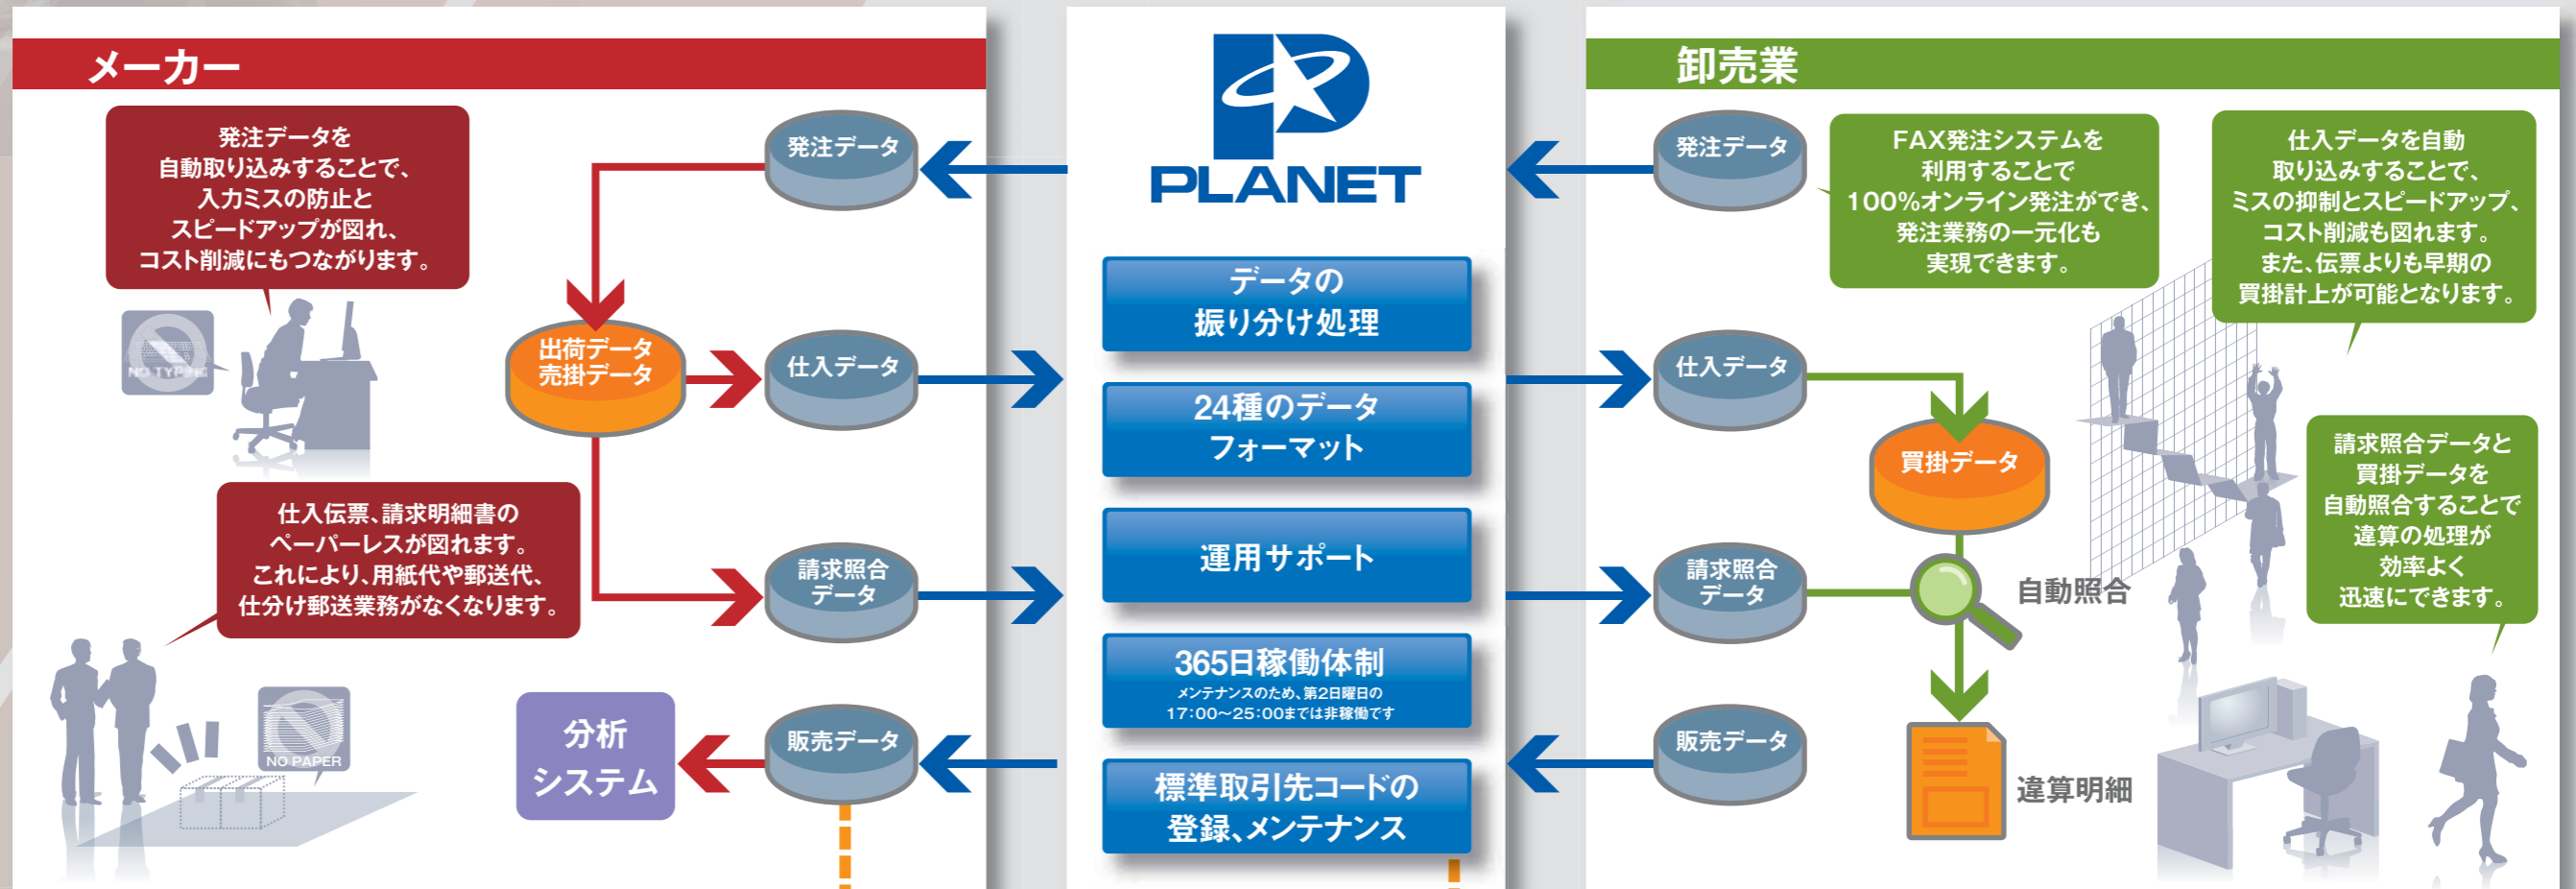 メーカー
発注データを
自動取り込みすることで、
入力ミスの防止と
スピードアップが図れ、
コスト削減にもつながります。
NO TYPING
発注データ
出荷データ
売掛データ
仕入データ
仕入伝票、請求明細書の
ペーパーレスが図れます。
これにより、用紙代や郵送代、
仕分け郵送業務がなくなります。
請求照合
データ
NO PAPER
分析
システム
販売データ
PLANET
データの
振り分け処理
24種のデータ
フォーマット
運用サポート
365日稼働体制
メンテナンスのため、第2日曜日の
17：00～25：00までは非稼働です
標準取引先コードの
登録、メンテナンス
卸売業
発注データ
FAX発注システムを
利用することで
100％オンライン発注ができ、
発注業務の一元化も
実現できます。
仕入データを自動
取り込みすることで、
ミスの抑制とスピードアップ、
コスト削減も図れます。
また、伝票よりも早期の
買掛計上が可能となります。
仕入データ
買掛データ
請求照合データと
買掛データを
自動照合することで
違算の処理が
効率よく
迅速にできます。
請求照合
データ
自動照合
販売データ
違算明細